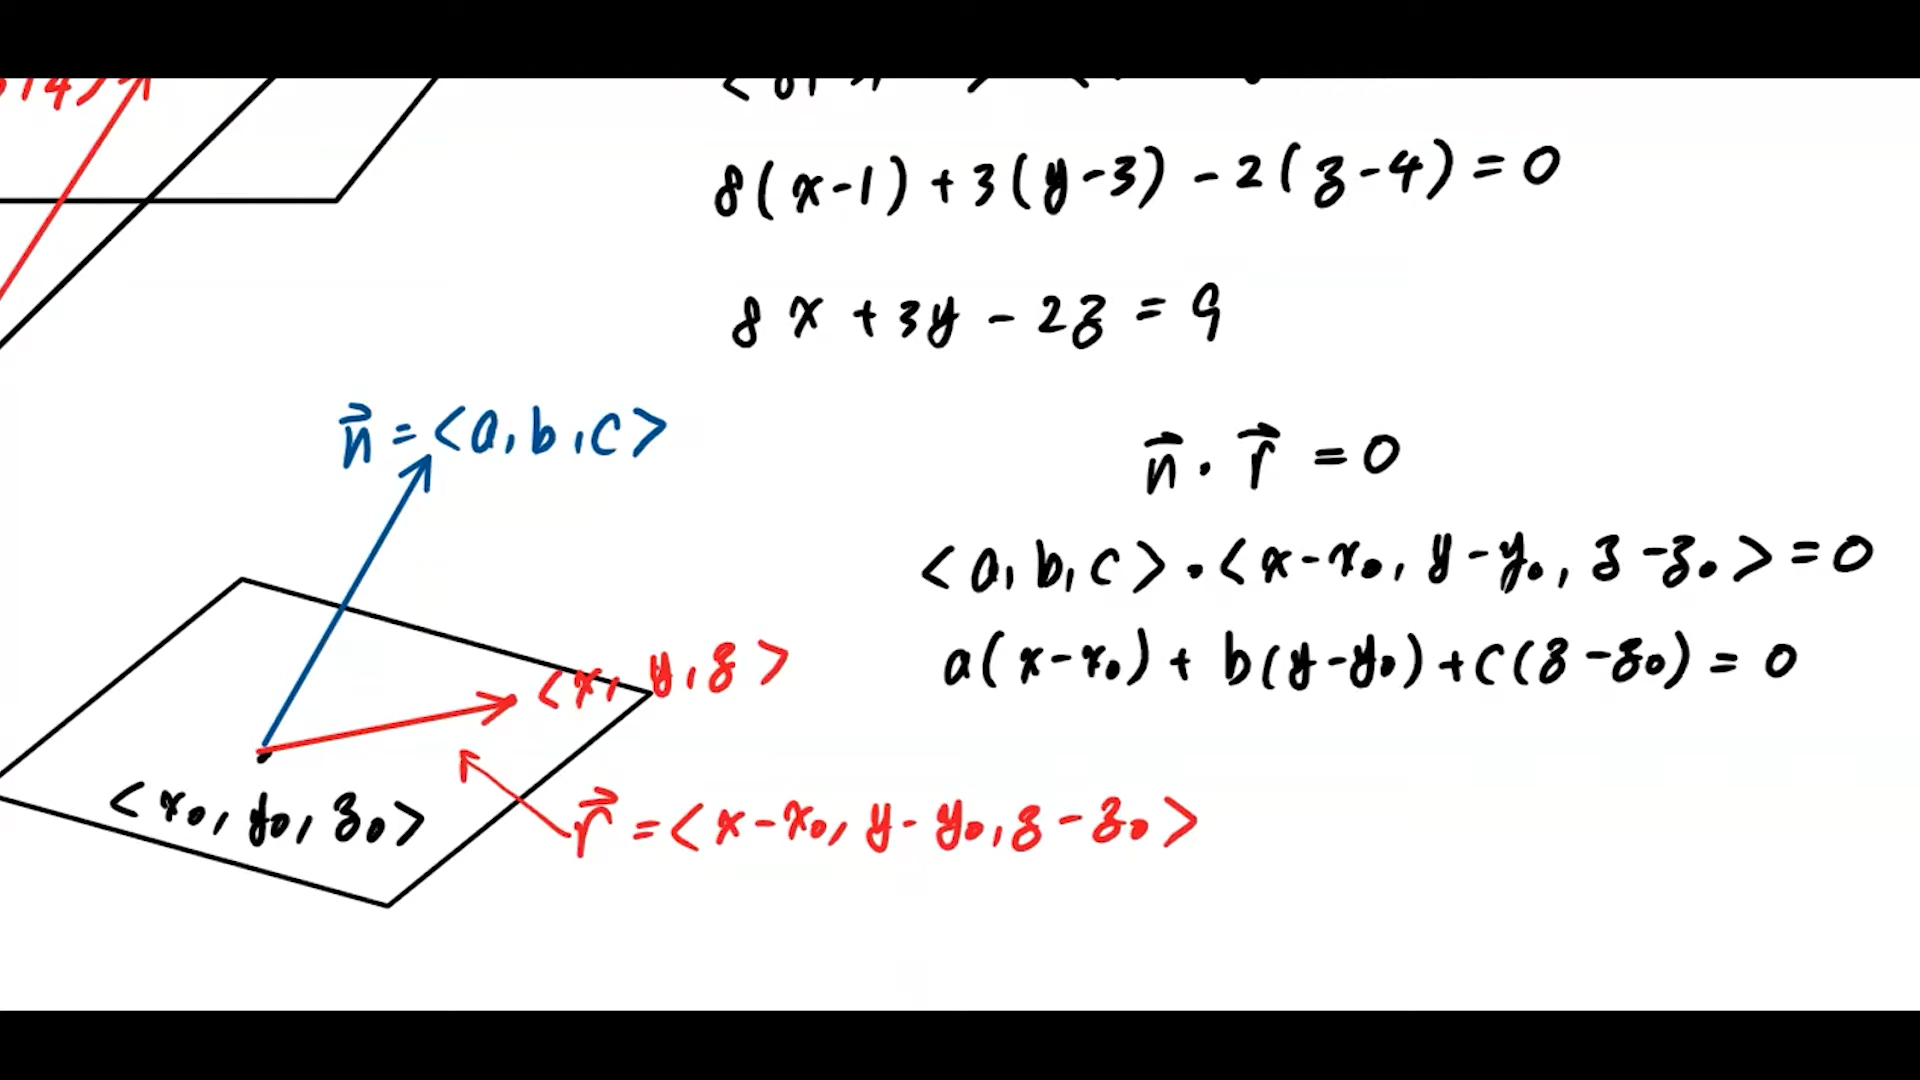 8(x-1)+3(y-3)-2(z-4)=0
8x+3y-2z=9
n⃗=<a,b,c>
n⃗·r⃗=0
<a,b,c>·<x-x₀,y-y₀,z-z₀>=0
a(x-x₀)+b(y-y₀)+c(z-z₀)=0
<x,y,z>
<x₀,y₀,z₀>
r⃗=<x-x₀,y-y₀,z-z₀>